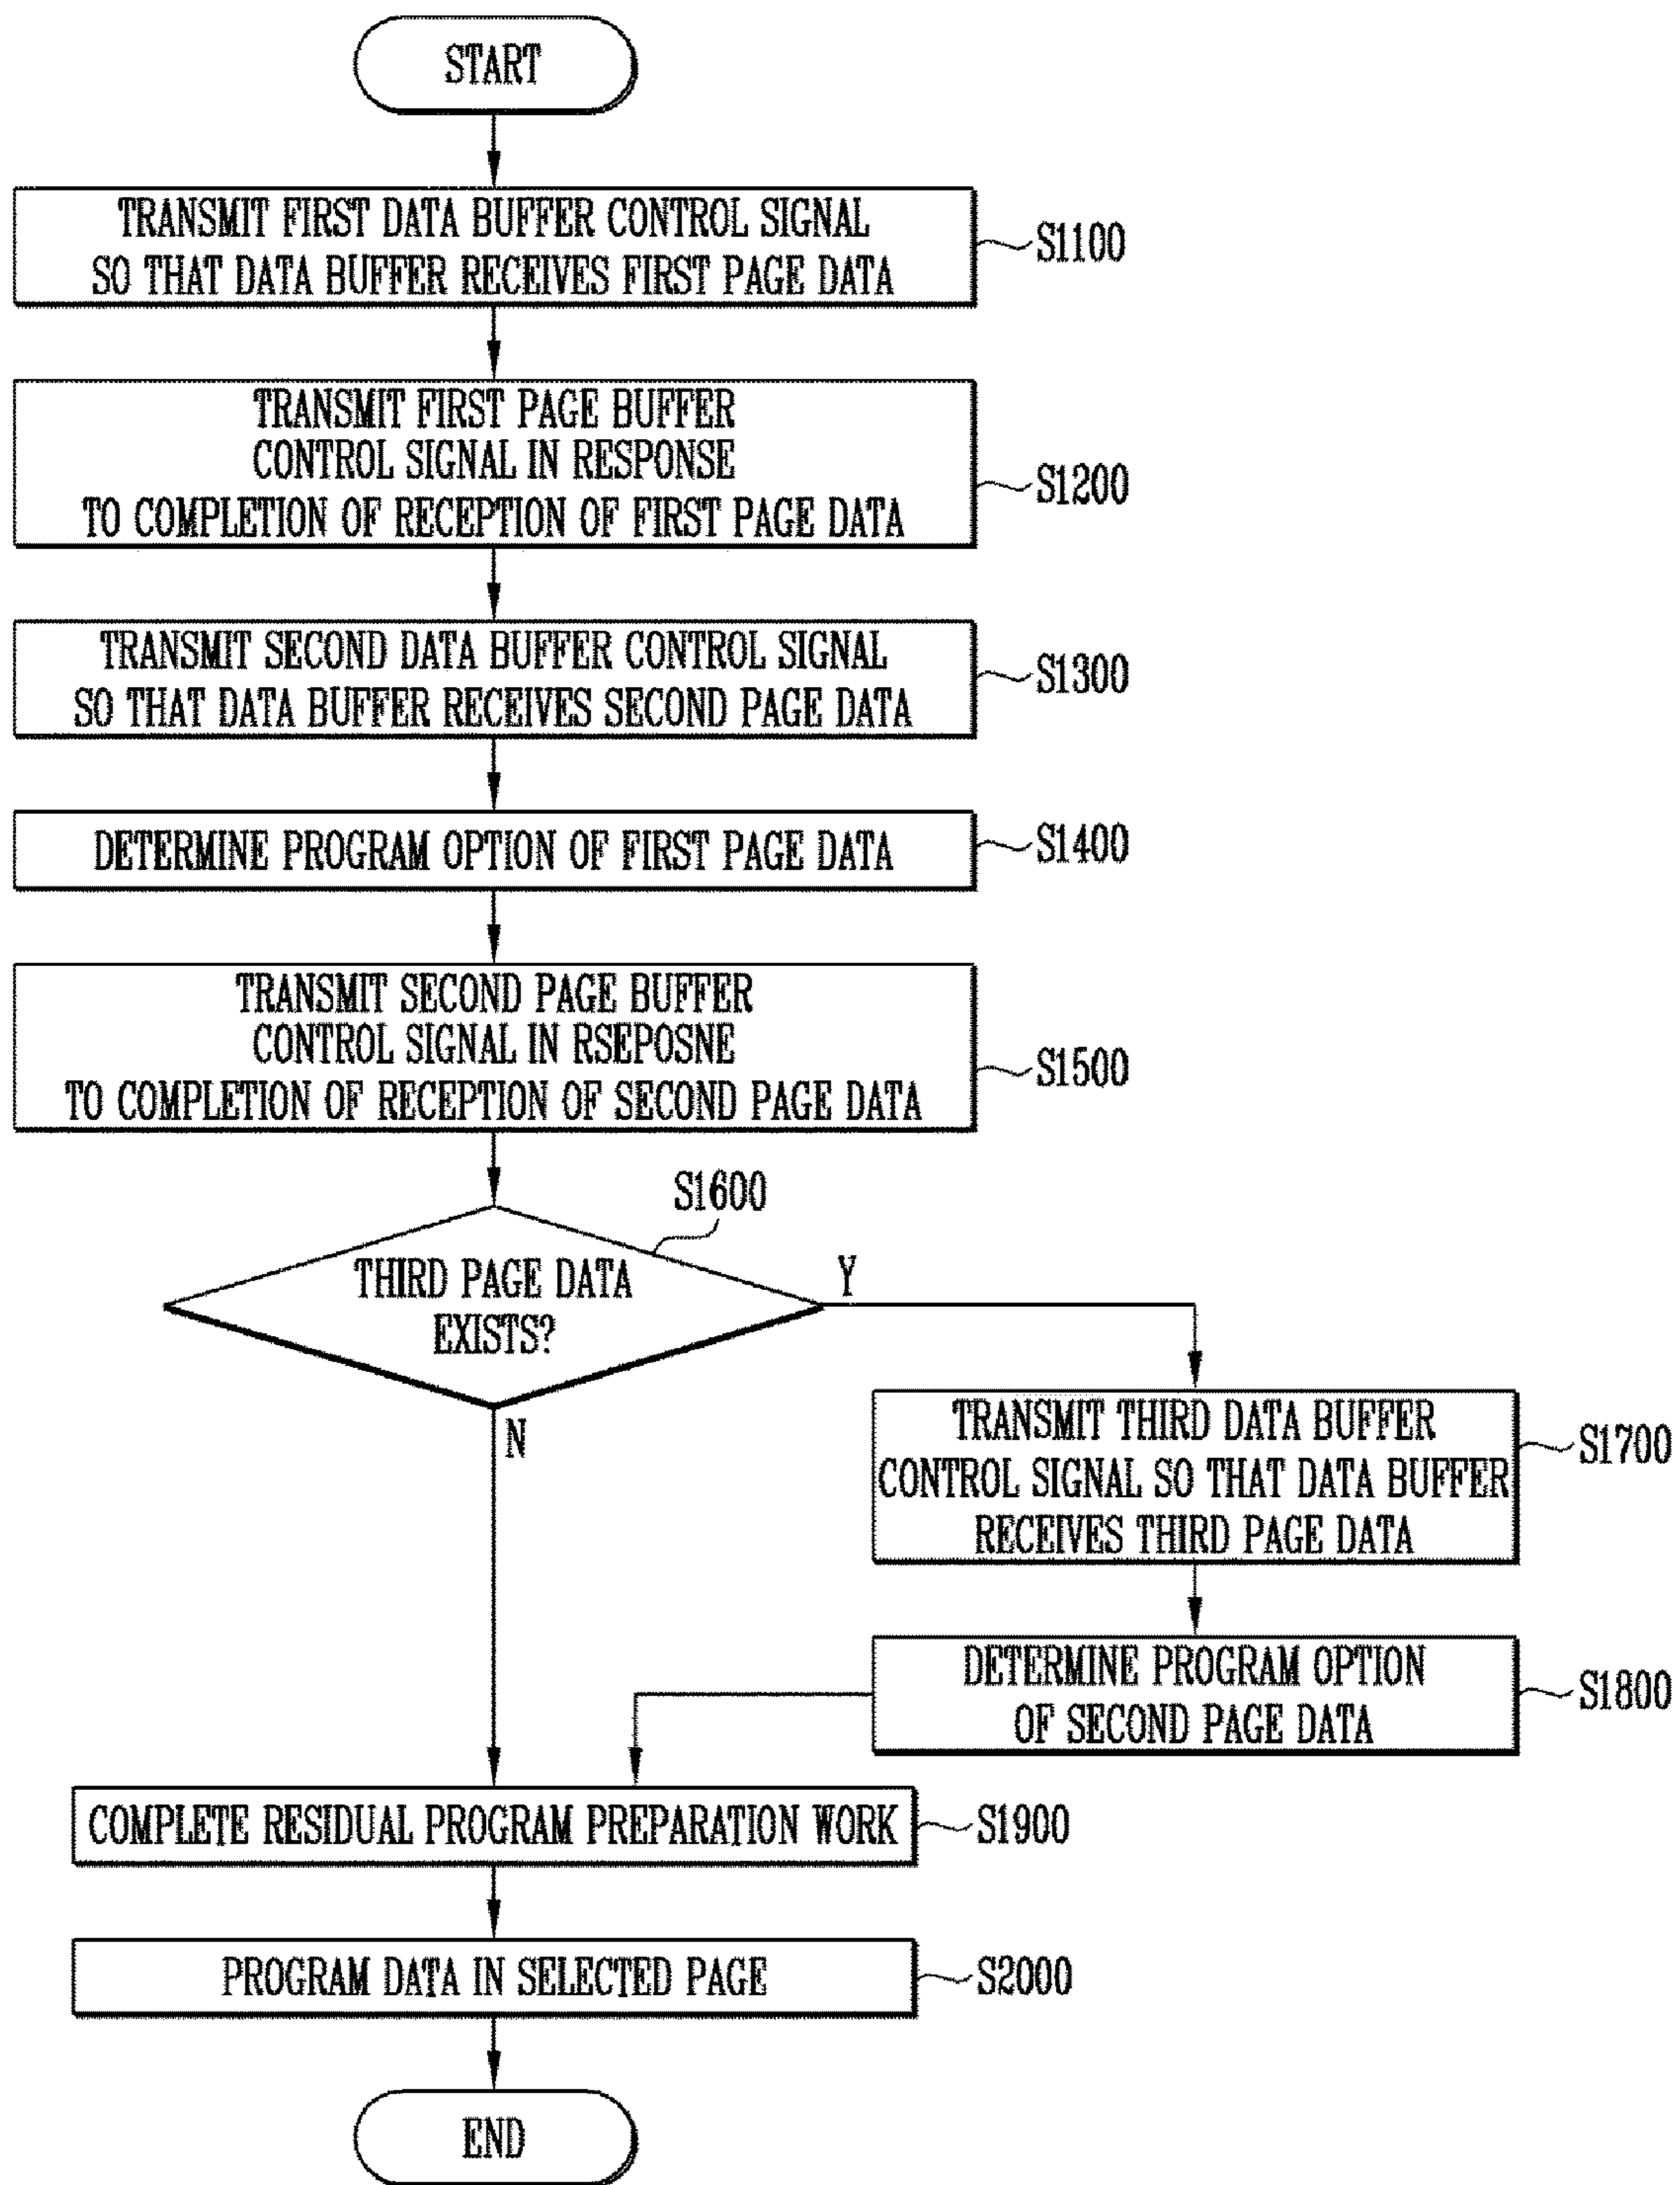 START
TRANSMIT FIRST DATA BUFFER CONTROL SIGNAL
SO THAT DATA BUFFER RECEIVES FIRST PAGE DATA
S1100
TRANSMIT FIRST PAGE BUFFER
CONTROL SIGNAL IN RESPONSE
TO COMPLETION OF RECEPTION OF FIRST PAGE DATA
S1200
TRANSMIT SECOND DATA BUFFER CONTROL SIGNAL
SO THAT DATA BUFFER RECEIVES SECOND PAGE DATA
S1300
DETERMINE PROGRAM OPTION OF FIRST PAGE DATA
S1400
TRANSMIT SECOND PAGE BUFFER
CONTROL SIGNAL IN RSEPOSNE
TO COMPLETION OF RECEPTION OF SECOND PAGE DATA
S1500
S1600
THIRD PAGE DATA
EXISTS?
Y
N
TRANSMIT THIRD DATA BUFFER
CONTROL SIGNAL SO THAT DATA BUFFER
RECEIVES THIRD PAGE DATA
S1700
DETERMINE PROGRAM OPTION
OF SECOND PAGE DATA
S1800
COMPLETE RESIDUAL PROGRAM PREPARATION WORK
S1900
PROGRAM DATA IN SELECTED PAGE
S2000
END